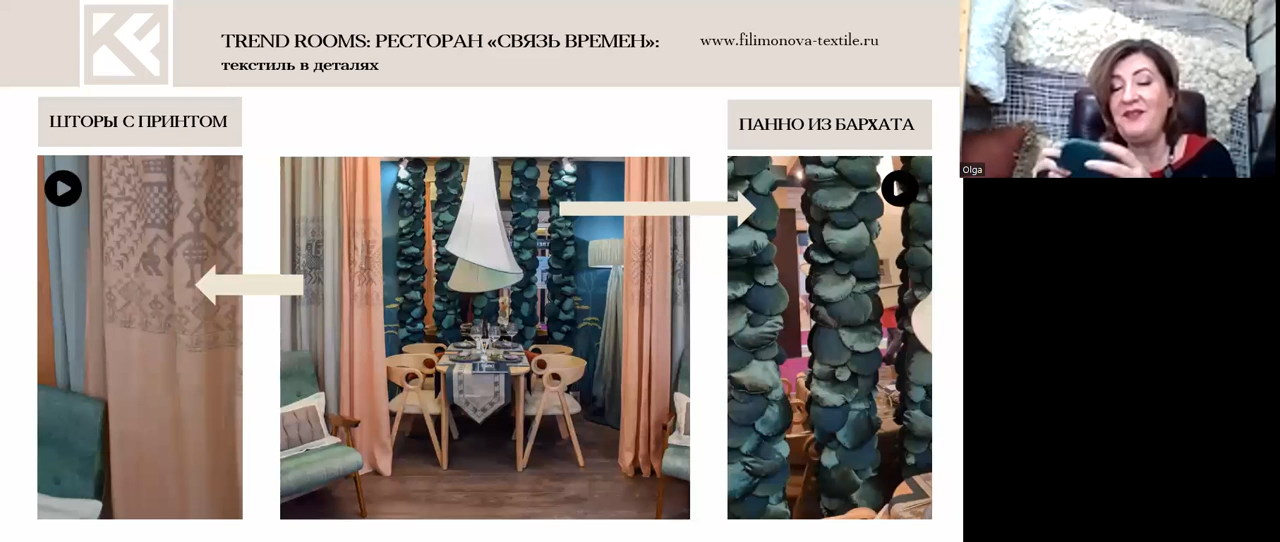 TREND ROOMS: РЕСТОРАН «СВЯЗЬ ВРЕМЕН»:
www.filimonova-textile.ru
текстиль в деталях
ШТОРЫ С ПРИНТОМ
ПАННО ИЗ БАРХАТА
Olga